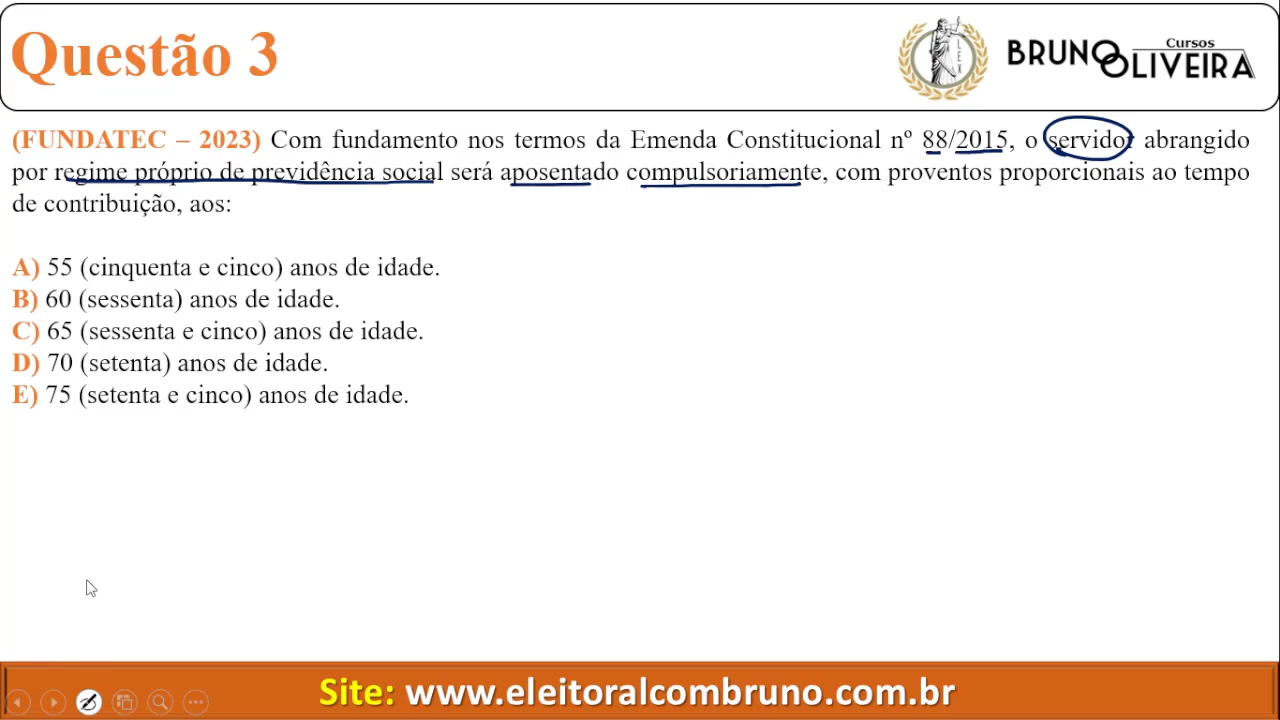 Questão 3
Cursos
BRUNO
OLIVEIRA
LEX
(FUNDATEC – 2023) Com fundamento nos termos da Emenda Constitucional nº 88/2015, o servidor abrangido
por regime próprio de previdência social será aposentado compulsoriamente, com proventos proporcionais ao tempo
de contribuição, aos:
A) 55 (cinquenta e cinco) anos de idade.
B) 60 (sessenta) anos de idade.
C) 65 (sessenta e cinco) anos de idade.
D) 70 (setenta) anos de idade.
E) 75 (setenta e cinco) anos de idade.
Site: www.eleitoralcombruno.com.br